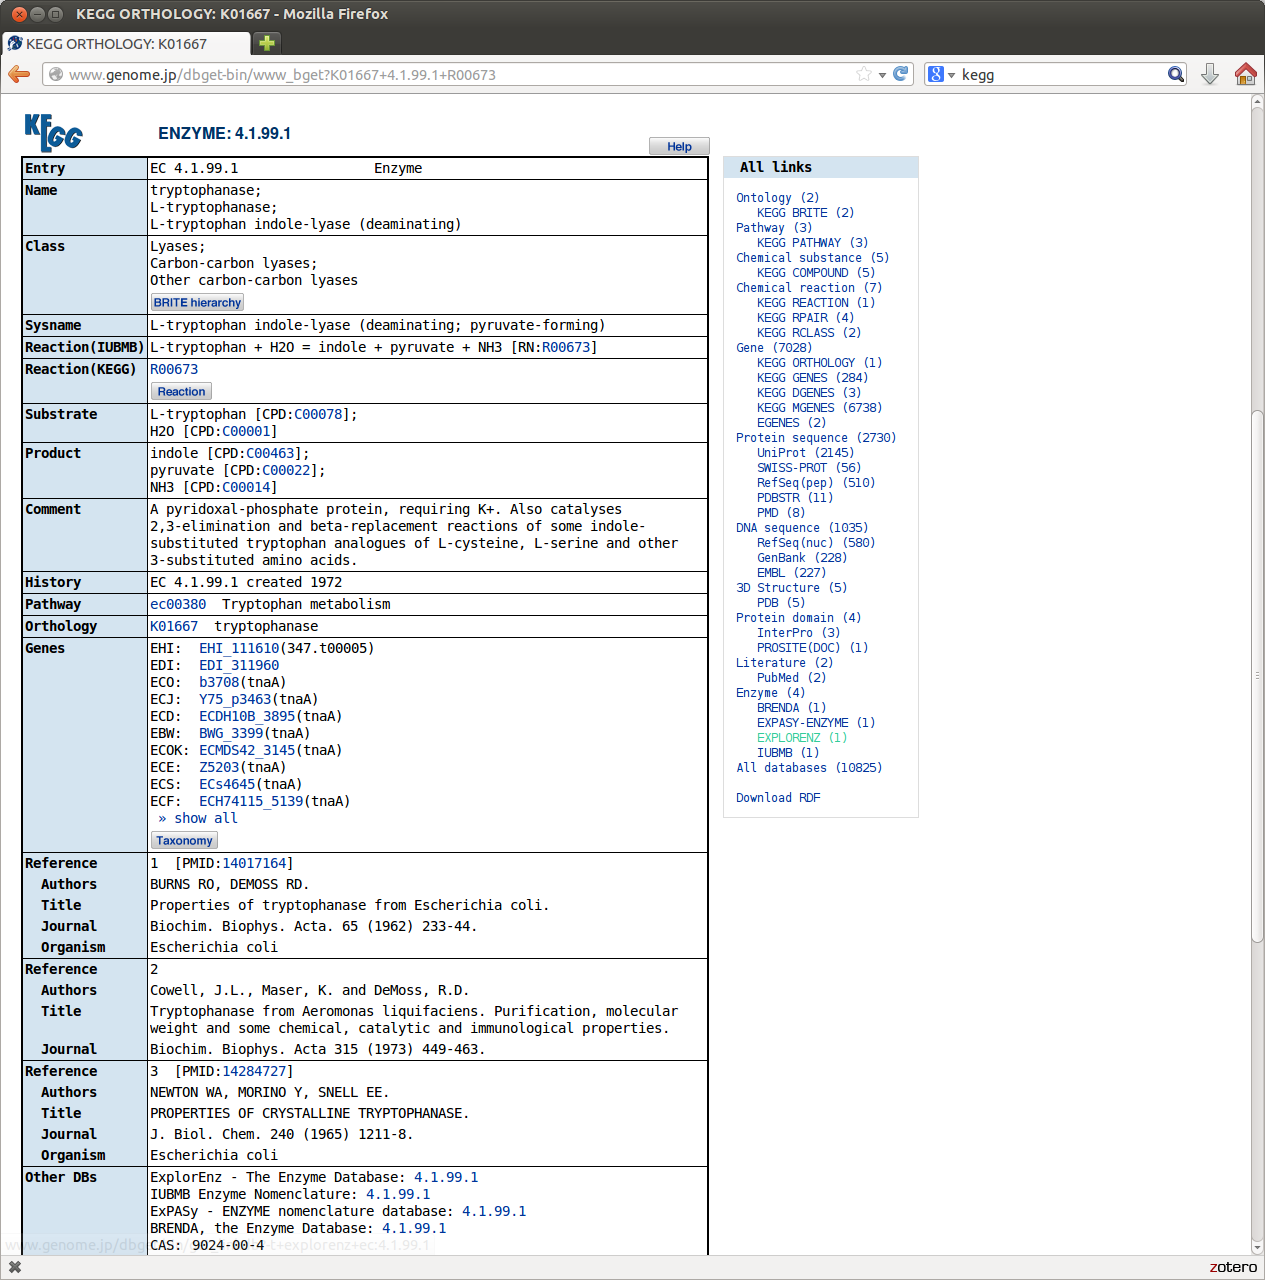 KEGG ORTHOLOGY: K01667 - Mozilla Firefox
KEGG ORTHOLOGY: K01667
www.genome.jp/dbget-bin/www_bget?K01667+4.1.99.1+R00673
kegg
KEGG
ENZYME: 4.1.99.1
Help
Entry EC 4.1.99.1 Enzyme
Name tryptophanase;
L-tryptophanase;
L-tryptophan indole-lyase (deaminating)
Class Lyases;
Carbon-carbon lyases;
Other carbon-carbon lyases
BRITE hierarchy
Sysname L-tryptophan indole-lyase (deaminating; pyruvate-forming)
Reaction(IUBMB) L-tryptophan + H2O = indole + pyruvate + NH3 [RN:R00673]
Reaction(KEGG) R00673
Reaction
Substrate L-tryptophan [CPD:C00078];
H2O [CPD:C00001]
Product indole [CPD:C00463];
pyruvate [CPD:C00022];
NH3 [CPD:C00014]
Comment A pyridoxal-phosphate protein, requiring K+. Also catalyses
2,3-elimination and beta-replacement reactions of some indole-
substituted tryptophan analogues of L-cysteine, L-serine and other
3-substituted amino acids.
History EC 4.1.99.1 created 1972
Pathway ec00380 Tryptophan metabolism
Orthology K01667 tryptophanase
Genes EHI: EHI_111610(347.t00005)
EDI: EDI_311960
ECO: b3708(tnaA)
ECJ: Y75_p3463(tnaA)
ECD: ECDH10B_3895(tnaA)
EBW: BWG_3399(tnaA)
ECOK: ECMDS42_3145(tnaA)
ECE: Z5203(tnaA)
ECS: ECs4645(tnaA)
ECF: ECH74115_5139(tnaA)
» show all
Taxonomy
Reference 1 [PMID:14017164]
Authors BURNS RO, DEMOSS RD.
Title Properties of tryptophanase from Escherichia coli.
Journal Biochim. Biophys. Acta. 65 (1962) 233-44.
Organism Escherichia coli
Reference 2
Authors Cowell, J.L., Maser, K. and DeMoss, R.D.
Title Tryptophanase from Aeromonas liquifaciens. Purification, molecular
weight and some chemical, catalytic and immunological properties.
Journal Biochim. Biophys. Acta 315 (1973) 449-463.
Reference 3 [PMID:14284727]
Authors NEWTON WA, MORINO Y, SNELL EE.
Title PROPERTIES OF CRYSTALLINE TRYPTOPHANASE.
Journal J. Biol. Chem. 240 (1965) 1211-8.
Organism Escherichia coli
Other DBs ExplorEnz - The Enzyme Database: 4.1.99.1
IUBMB Enzyme Nomenclature: 4.1.99.1
ExPASy - ENZYME nomenclature database: 4.1.99.1
BRENDA, the Enzyme Database: 4.1.99.1
CAS: 9024-00-4
All links
Ontology (2)
KEGG BRITE (2)
Pathway (3)
KEGG PATHWAY (3)
Chemical substance (5)
KEGG COMPOUND (5)
Chemical reaction (7)
KEGG REACTION (1)
KEGG RPAIR (4)
KEGG RCLASS (2)
Gene (7028)
KEGG ORTHOLOGY (1)
KEGG GENES (284)
KEGG DGENES (3)
KEGG MGENES (6738)
EGENES (2)
Protein sequence (2730)
UniProt (2145)
SWISS-PROT (56)
RefSeq(pep) (510)
PDBSTR (11)
PMD (8)
DNA sequence (1035)
RefSeq(nuc) (580)
GenBank (228)
EMBL (227)
3D Structure (5)
PDB (5)
Protein domain (4)
InterPro (3)
PROSITE(DOC) (1)
Literature (2)
PubMed (2)
Enzyme (4)
BRENDA (1)
EXPASY-ENZYME (1)
EXPLORENZ (1)
IUBMB (1)
All databases (10825)
Download RDF
zotero